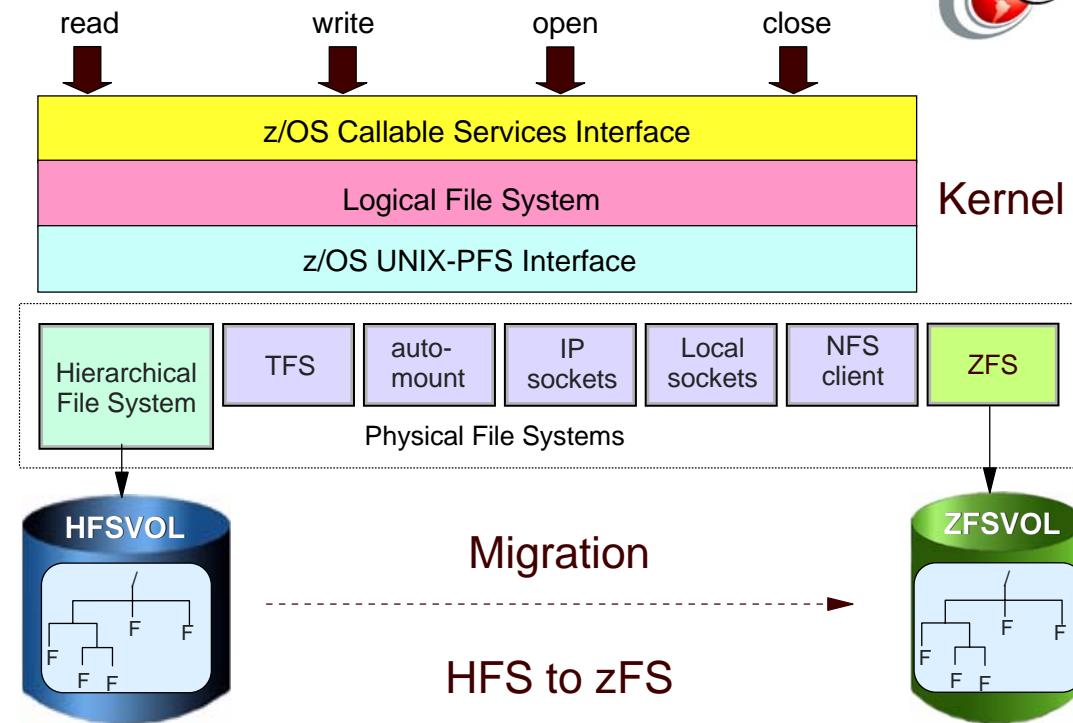 read write open close
z/OS Callable Services Interface
Logical File System
Kernel
z/OS UNIX-PFS Interface
Hierarchical
File System
TFS
auto-
mount
IP
sockets
Local
sockets
NFS
client
ZFS
Physical File Systems
HFSVOL
F
F
F
F F
Migration
HFS to zFS
ZFSVOL
F
F
F
F F